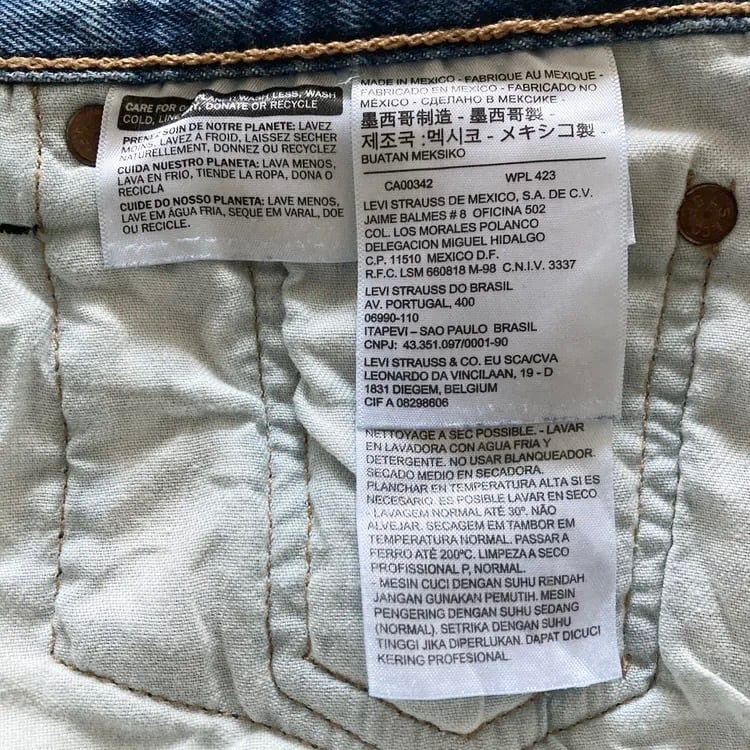 PLANET: WASH LESS, WASH
CARE FOR
COLD, LINE DRY, DONATE OR RECYCLE
PRENEZ SOIN DE NOTRE PLANETE: LAVEZ
MOINS, LAVEZ A FROID, LAISSEZ SECHER
NATURELLEMENT, DONNEZ OU RECYCLEZ
CUIDA NUESTRO PLANETA: LAVA MENOS,
LAVA EN FRIO, TIENDE LA ROPA, DONA O
RECICLA
CUIDE DO NOSSO PLANETA: LAVE MENOS,
LAVE EM ÁGUA FRIA, SEQUE EM VARAL, DOE
OU RECICLE.
MADE IN MEXICO - FABRIQUE AU MEXIQUE -
FABRICADO EN MEXICO - FABRICADO NO
MÉXICO - СДЕЛАНО В МЕКСИКЕ -
墨西哥制造 - 墨西哥製 -
제조국 :멕시코 - メキシコ製 -
BUATAN MEKSIKO
CA00342 WPL 423
LEVI STRAUSS DE MEXICO, S.A. DE C.V.
JAIME BALMES # 8 OFICINA 502
COL. LOS MORALES POLANCO
DELEGACION MIGUEL HIDALGO
C.P. 11510 MEXICO D.F.
R.F.C. LSM 660818 M-98 C.N.I.V. 3337
LEVI STRAUSS DO BRASIL
AV. PORTUGAL, 400
06990-110
ITAPEVI – SAO PAULO BRASIL
CNPJ: 43.351.097/0001-90
LEVI STRAUSS & CO. EU SCA/CVA
LEONARDO DA VINCILAAN, 19 - D
1831 DIEGEM, BELGIUM
CIF A 08298606
NETTOYAGE A SEC POSSIBLE. - LAVAR
EN LAVADORA CON AGUA FRIA Y
DETERGENTE. NO USAR BLANQUEADOR.
SECADO MEDIO EN SECADORA.
PLANCHAR EN TEMPERATURA ALTA SI ES
NECESARIO. ES POSIBLE LAVAR EN SECO
- LAVAGEM NORMAL ATÉ 30º. NÃO
ALVEJAR. SECAGEM EM TAMBOR EM
TEMPERATURA NORMAL. PASSAR A
FERRO ATÉ 200ºC. LIMPEZA A SECO
PROFISSIONAL P, NORMAL.
- MESIN CUCI DENGAN SUHU RENDAH
JANGAN GUNAKAN PEMUTIH. MESIN
PENGERING DENGAN SUHU SEDANG
(NORMAL). SETRIKA DENGAN SUHU
TINGGI JIKA DIPERLUKAN. DAPAT DICUCI
KERING PROFESIONAL.